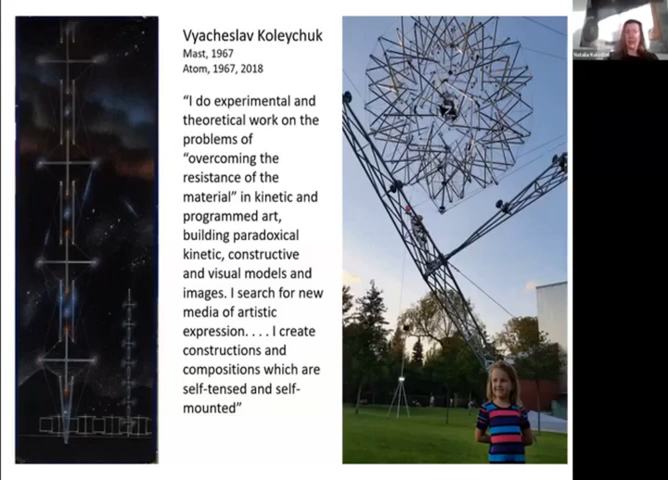 Vyacheslav Koleychuk
Mast, 1967
Atom, 1967, 2018
“I do experimental and
theoretical work on the
problems of
“overcoming the
resistance of the
material” in kinetic and
programmed art,
building paradoxical
kinetic, constructive
and visual models and
images. I search for new
media of artistic
expression. . . . I create
constructions and
compositions which are
self-tensed and self-
mounted”
Natalia